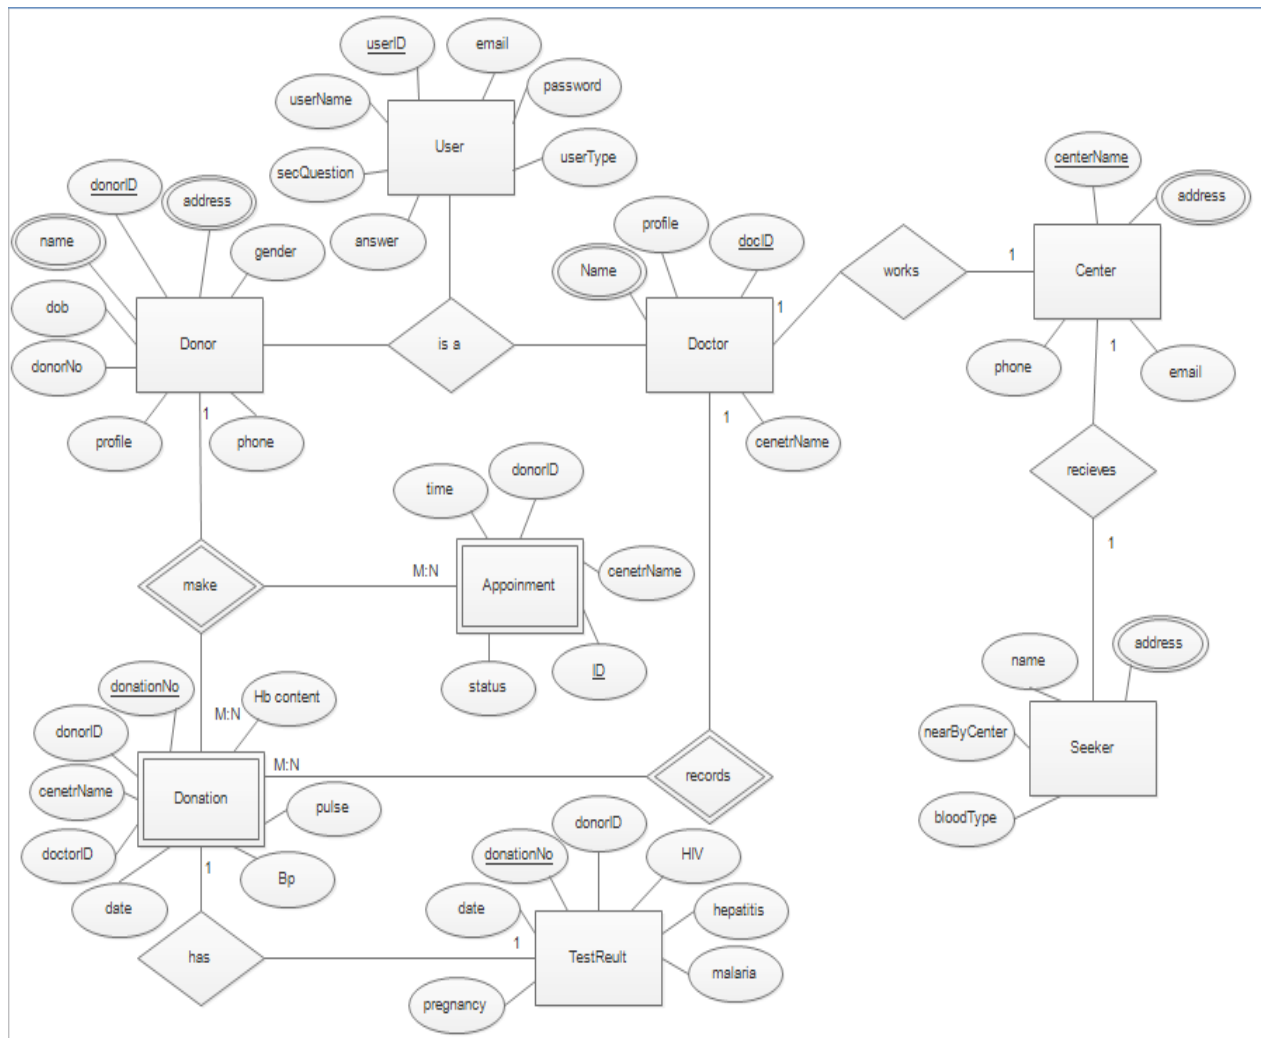 userID
email
userName
password
User
secQuestion
userType
answer
donorID
address
name
gender
dob
donorNo
Donor
profile
phone
1
is a
profile
docID
Name
1
Doctor
1
cenetrName
works
1
centerName
address
Center
phone
1
email
recieves
1
time
donorID
M:N
Appoinment
cenetrName
status
ID
make
name
address
nearByCenter
Seeker
bloodType
donationNo
Hb content
M:N
donorID
M:N
cenetrName
Donation
pulse
doctorID
1
Bp
date
records
has
donorID
donationNo
HIV
date
hepatitis
1
TestReult
malaria
pregnancy